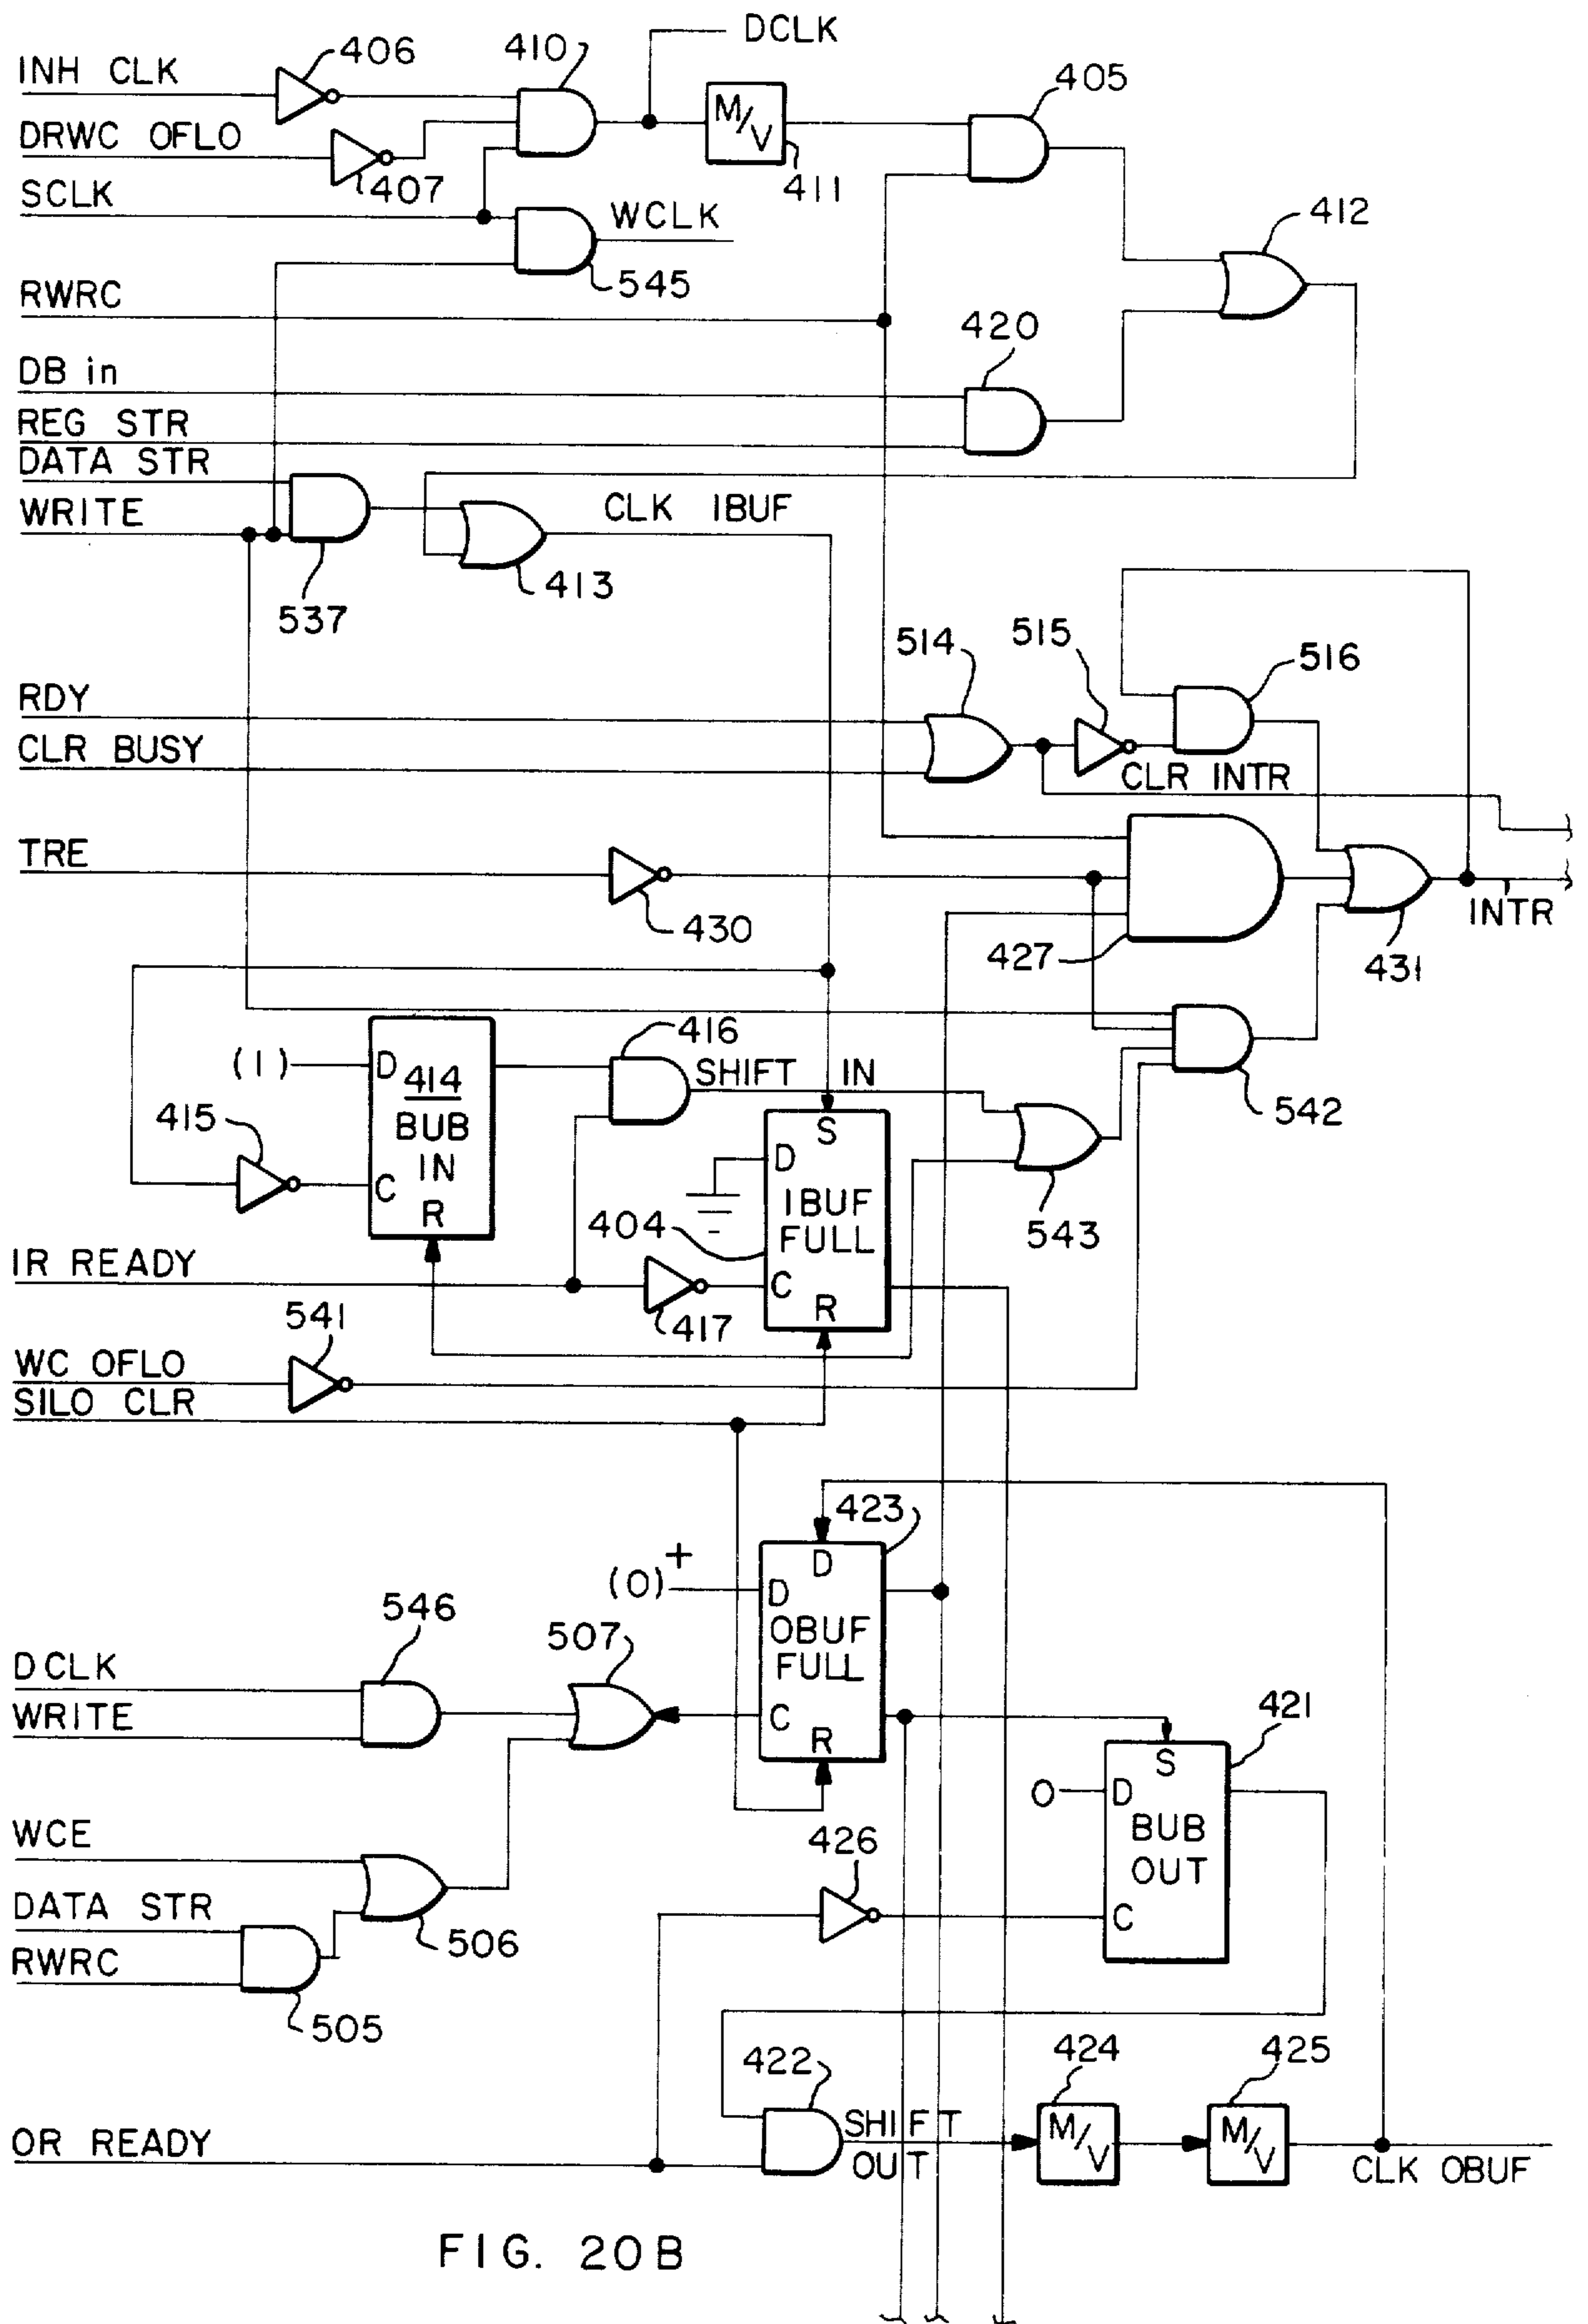 DCLK
INH CLK
406
410
405
DRWC OFLO
407
M/V
411
SCLK
WCLK
412
545
RWRC
420
DB in
REG STR
DATA STR
WRITE
CLK IBUF
537
413
514
515
516
RDY
CLR BUSY
CLR INTR
TRE
430
427
431
INTR
416
(1)
D
414
BUB
IN
C
R
415
SHIFT IN
S
D
IBUF
FULL
C
R
404
542
543
IR READY
417
541
WC OFLO
SILO CLR
423
+
(0)
D
D
OBUF
FULL
C
R
546
507
DCLK
WRITE
421
S
O
D
BUB
OUT
C
WCE
426
DATA STR
RWRC
506
505
422
424
425
OR READY
SHIFT
OUT
M/V
M/V
CLK OBUF
FIG. 20B